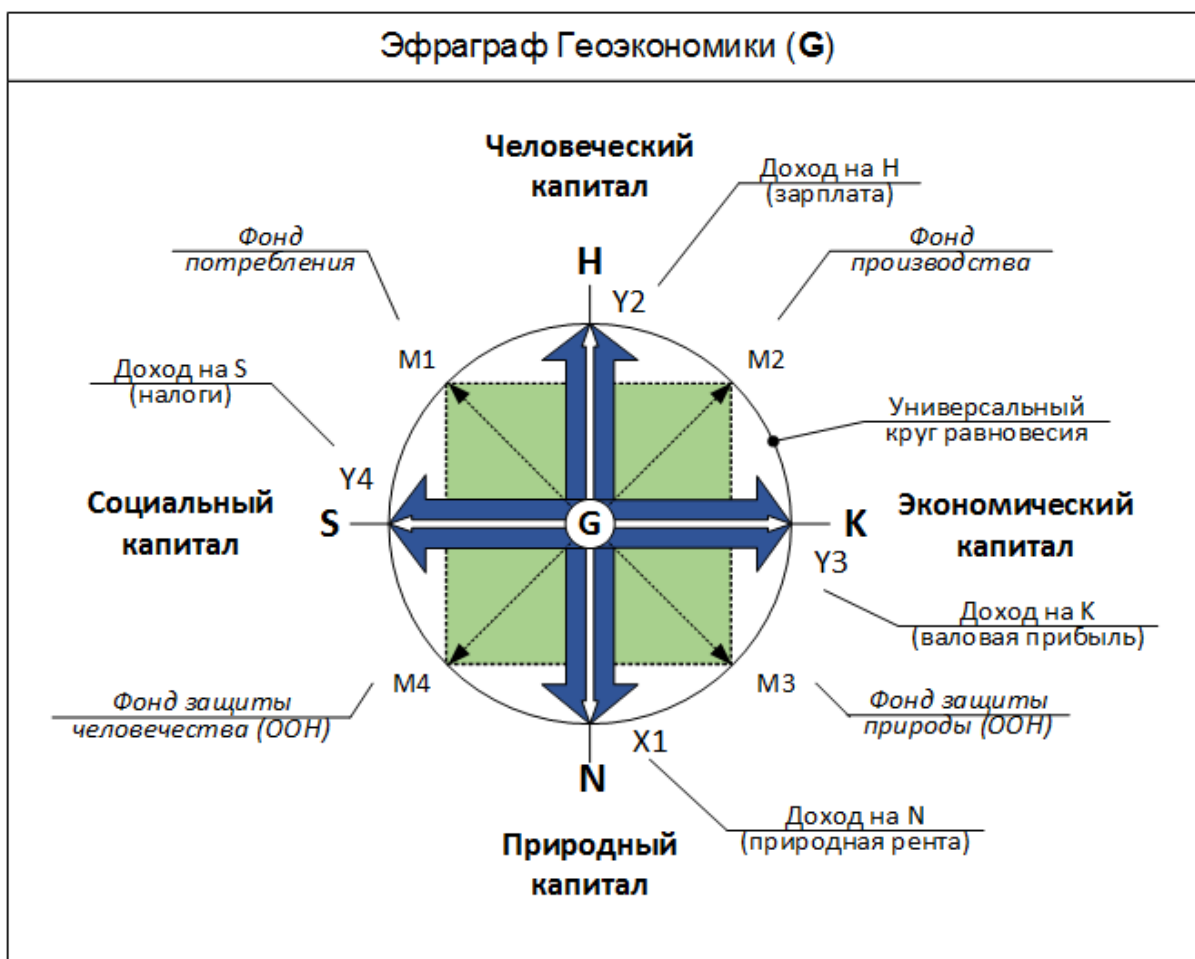 Эфраграф Геоэкономики (G)
Человеческий
капитал
Доход на H
(зарплата)
Фонд
потребления
Фонд
производства
H
Y2
M1
M2
Доход на S
(налоги)
Универсальный
круг равновесия
Y4
Социальный
капитал
S
G
K
Экономический
капитал
Y3
Доход на K
(валовая прибыль)
M4
M3
Фонд защиты
человечества (ООН)
Фонд защиты
природы (ООН)
X1
N
Доход на N
(природная рента)
Природный
капитал